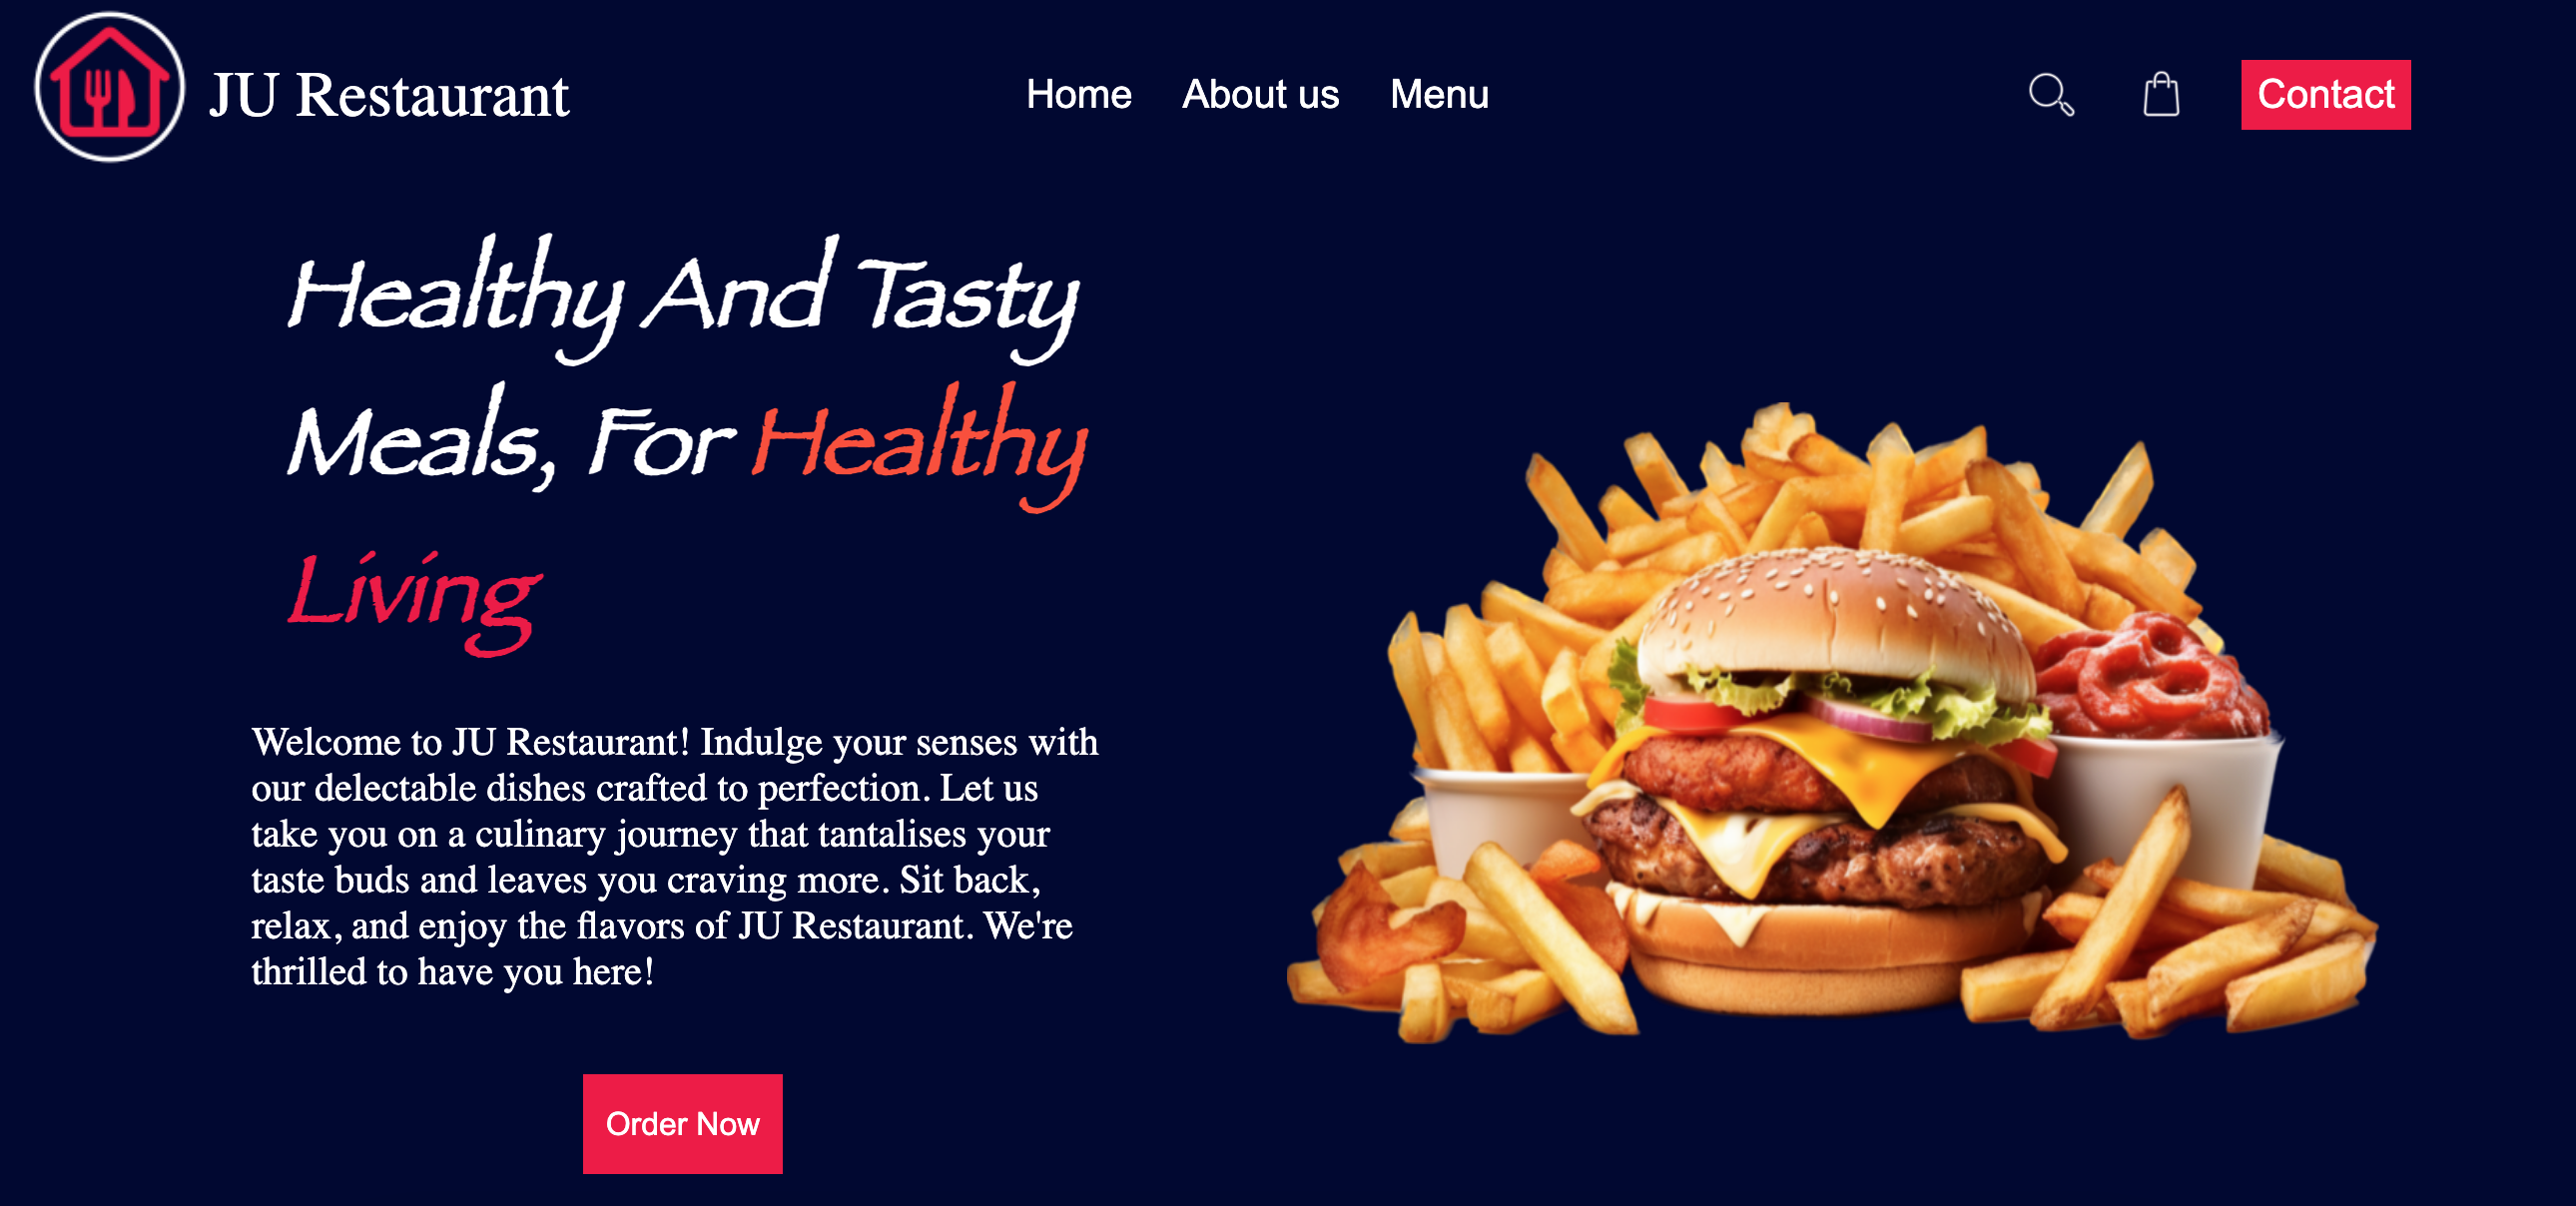 JU Restaurant
Home
About us
Menu
Contact
Healthy And Tasty
Meals, For Healthy
Living
Welcome to JU Restaurant! Indulge your senses with
our delectable dishes crafted to perfection. Let us
take you on a culinary journey that tantalises your
taste buds and leaves you craving more. Sit back,
relax, and enjoy the flavors of JU Restaurant. We're
thrilled to have you here!
Order Now